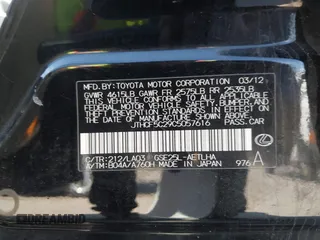 MFD.BY:TOYOTA MOTOR CORPORATION 03/12
GVWR 4615LB GAWR FR 2575LB RR 2535LB
THIS VEHICLE CONFORMS TO ALL APPLICABLE
FEDERAL MOTOR VEHICLE SAFETY, BUMPER, AND
THEFT PREVENTION STANDARDS IN EFFECT ON
THE DATE OF MANUFACTURE SHOWN ABOVE.
JTHCF5C29C5057616
PASS.CAR
C/TR:212/LA03 GSE25L-AETLHA
A/TM:B04A/A760H MADE IN JAPAN 976 A
DREAMBID